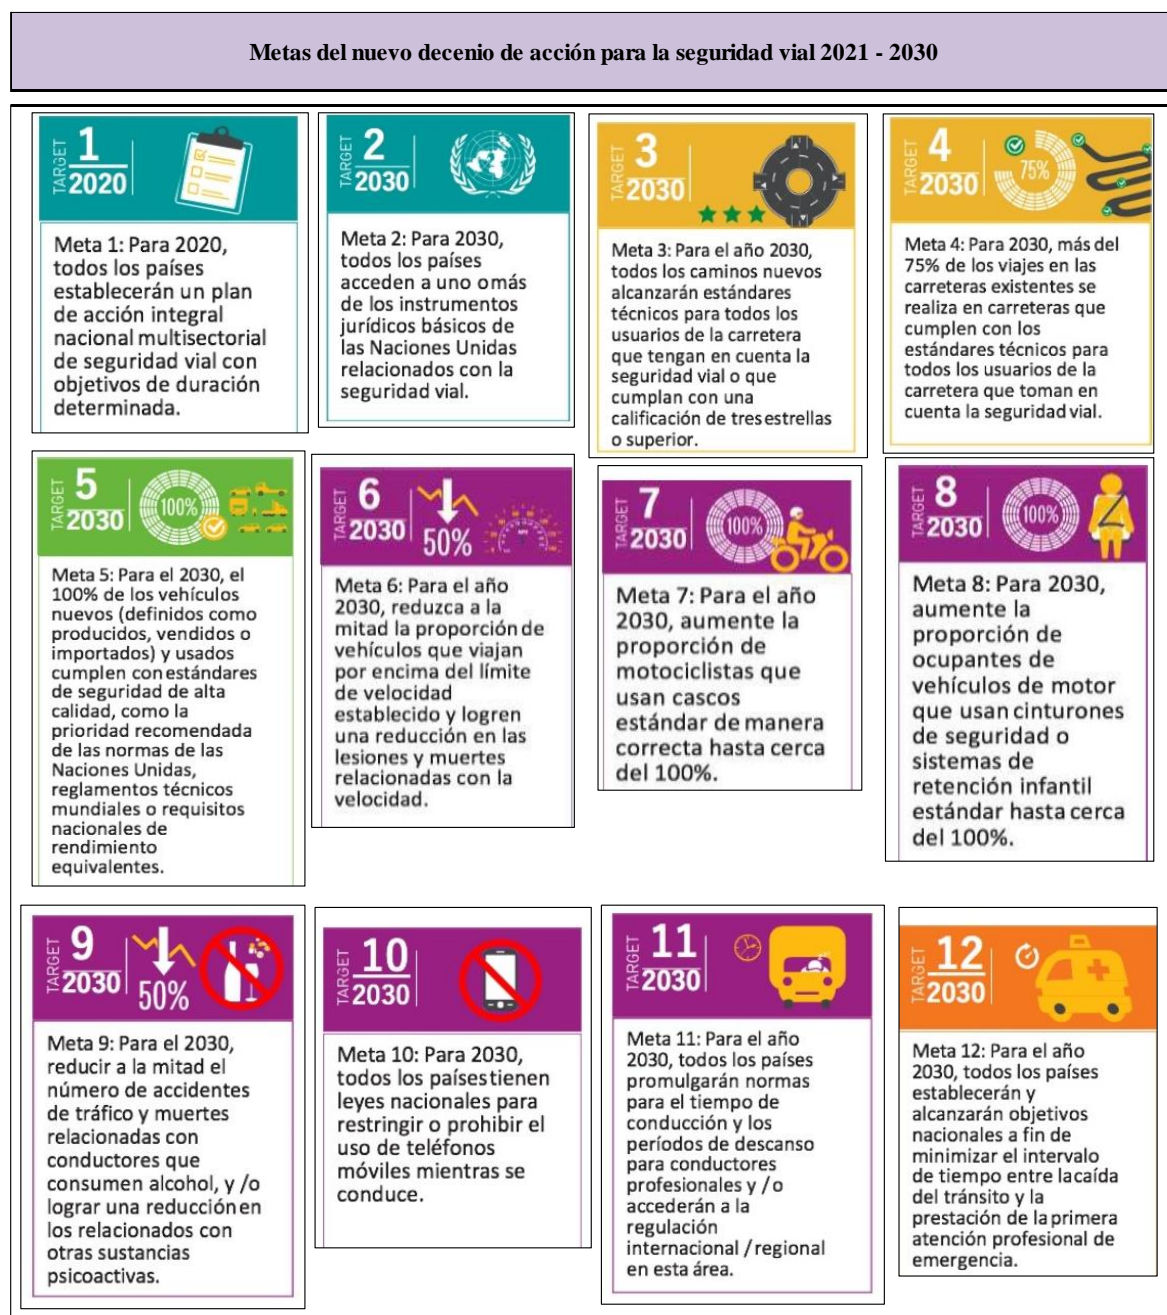 Metas del nuevo decenio de acción para la seguridad vial 2021 - 2030
TARGET
1
2020
Meta 1: Para 2020,
todos los países
establecerán un plan
de acción integral
nacional multisectorial
de seguridad vial con
objetivos de duración
determinada.
TARGET
2
2030
Meta 2: Para 2030,
todos los países
acceden a uno omás
de los instrumentos
jurídicos básicos de
las Naciones Unidas
relacionados con la
seguridad vial.
TARGET
3
2030
Meta 3: Para el año 2030,
todos los caminos nuevos
alcanzarán estándares
técnicos para todos los
usuarios de la carretera
que tengan en cuenta la
seguridad vial o que
cumplan con una
calificación de tres estrellas
o superior.
TARGET
4
2030
75%
Meta 4: Para 2030, más del
75% de los viajes en las
carreteras existentes se
realiza en carreteras que
cumplen con los
estándares técnicos para
todos los usuarios de la
carretera que toman en
cuenta la seguridad vial.
TARGET
5
2030
100%
Meta 5: Para el 2030, el
100% de los vehículos
nuevos (definidos como
producidos, vendidos o
importados) y usados
cumplen con estándares
de seguridad de alta
calidad, como la
prioridad recomendada
de las normas de las
Naciones Unidas,
reglamentos técnicos
mundiales o requisitos
nacionales de
rendimiento
equivalentes.
TARGET
6
2030
50%
Meta 6: Para el año
2030, reduzca a la
mitad la proporción de
vehículos que viajan
por encima del límite
de velocidad
establecido y logren
una reducción en las
lesiones y muertes
relacionadas con la
velocidad.
TARGET
7
2030
100%
Meta 7: Para el año
2030, aumente la
proporción de
motociclistas que
usan cascos
estándar de manera
correcta hasta cerca
del 100%.
TARGET
8
2030
100%
Meta 8: Para 2030,
aumente la
proporción de
ocupantes de
vehículos de motor
que usan cinturones
de seguridad o
sistemas de
retención infantil
estándar hasta cerca
del 100%.
TARGET
9
2030
50%
Meta 9: Para el 2030,
reducir a la mitad el
número de accidentes
de tráfico y muertes
relacionadas con
conductores que
consumen alcohol, y /o
lograr una reducción en
los relacionados con
otras sustancias
psicoactivas.
TARGET
10
2030
Meta 10: Para 2030,
todos los países tienen
leyes nacionales para
restringir o prohibir el
uso de teléfonos
móviles mientras se
conduce.
TARGET
11
2030
Meta 11: Para el año
2030, todos los países
promulgarán normas
para el tiempo de
conducción y los
períodos de descanso
para conductores
profesionales y /o
accederán a la
regulación
internacional / regional
en esta área.
TARGET
12
2030
Meta 12: Para el año
2030, todos los países
establecerán y
alcanzarán objetivos
nacionales a fin de
minimizar el intervalo
de tiempo entre lacaída
del tránsito y la
prestación de la primera
atención profesional de
emergencia.